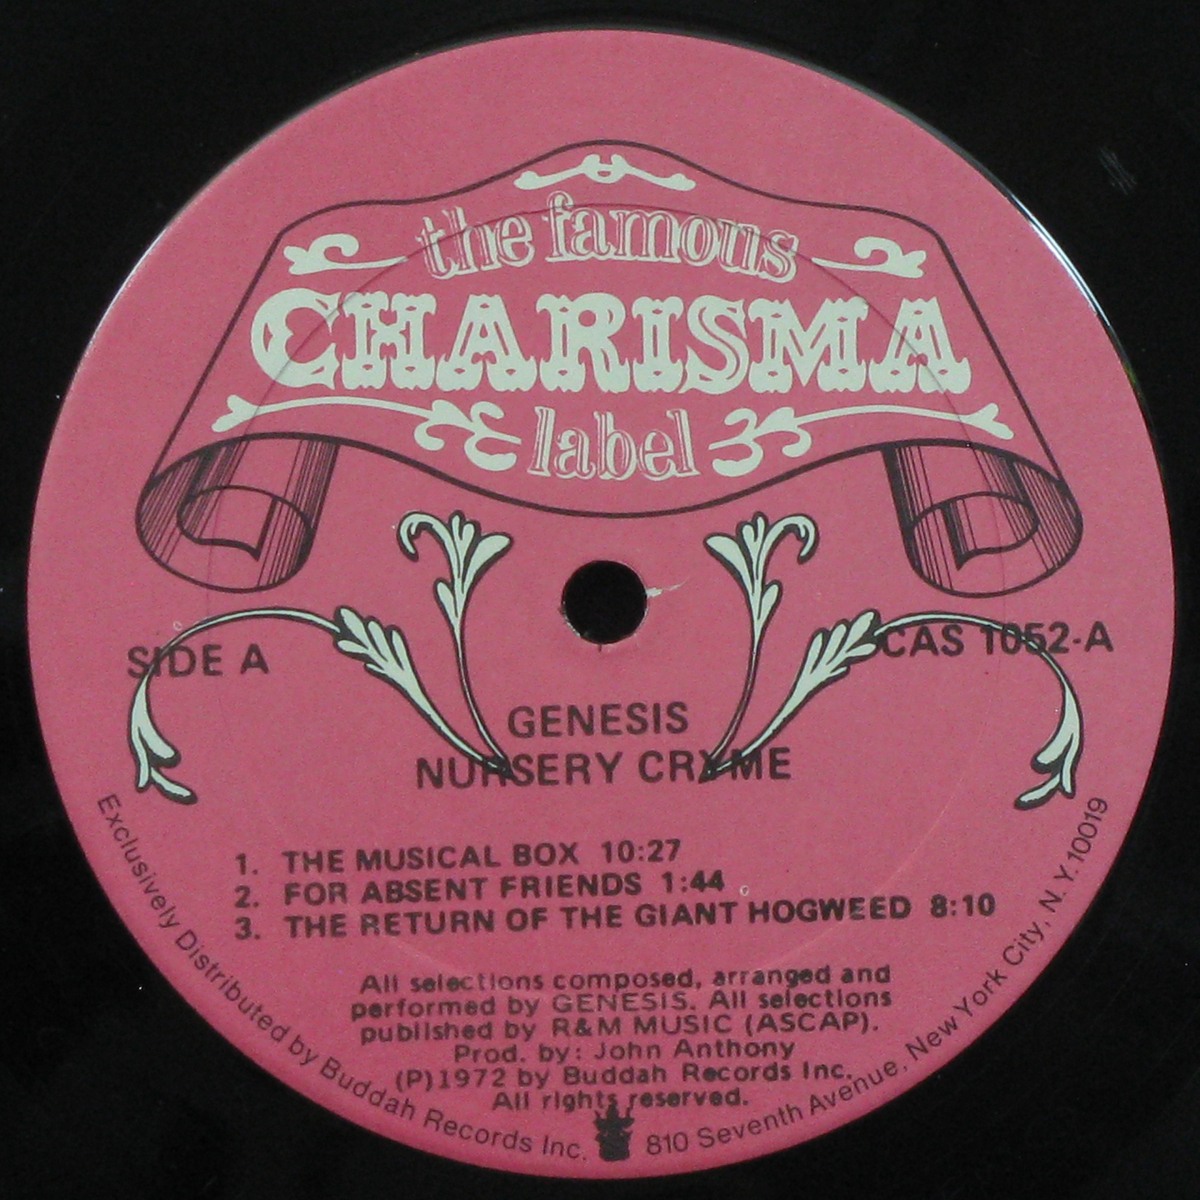 the famous
CHARISMA
label
SIDE A
CAS 1052-A
GENESIS
NURSERY CRYME
1. THE MUSICAL BOX 10:27
2. FOR ABSENT FRIENDS 1:44
3. THE RETURN OF THE GIANT HOGWEED 8:10
All selections composed, arranged and
performed by GENESIS. All selections
published by R&M MUSIC (ASCAP).
Prod. by: John Anthony
(P)1972 by Buddah Records Inc.
All rights reserved.
Exclusively Distributed by Buddah Records Inc. 810 Seventh Avenue, New York City, N.Y. 10019